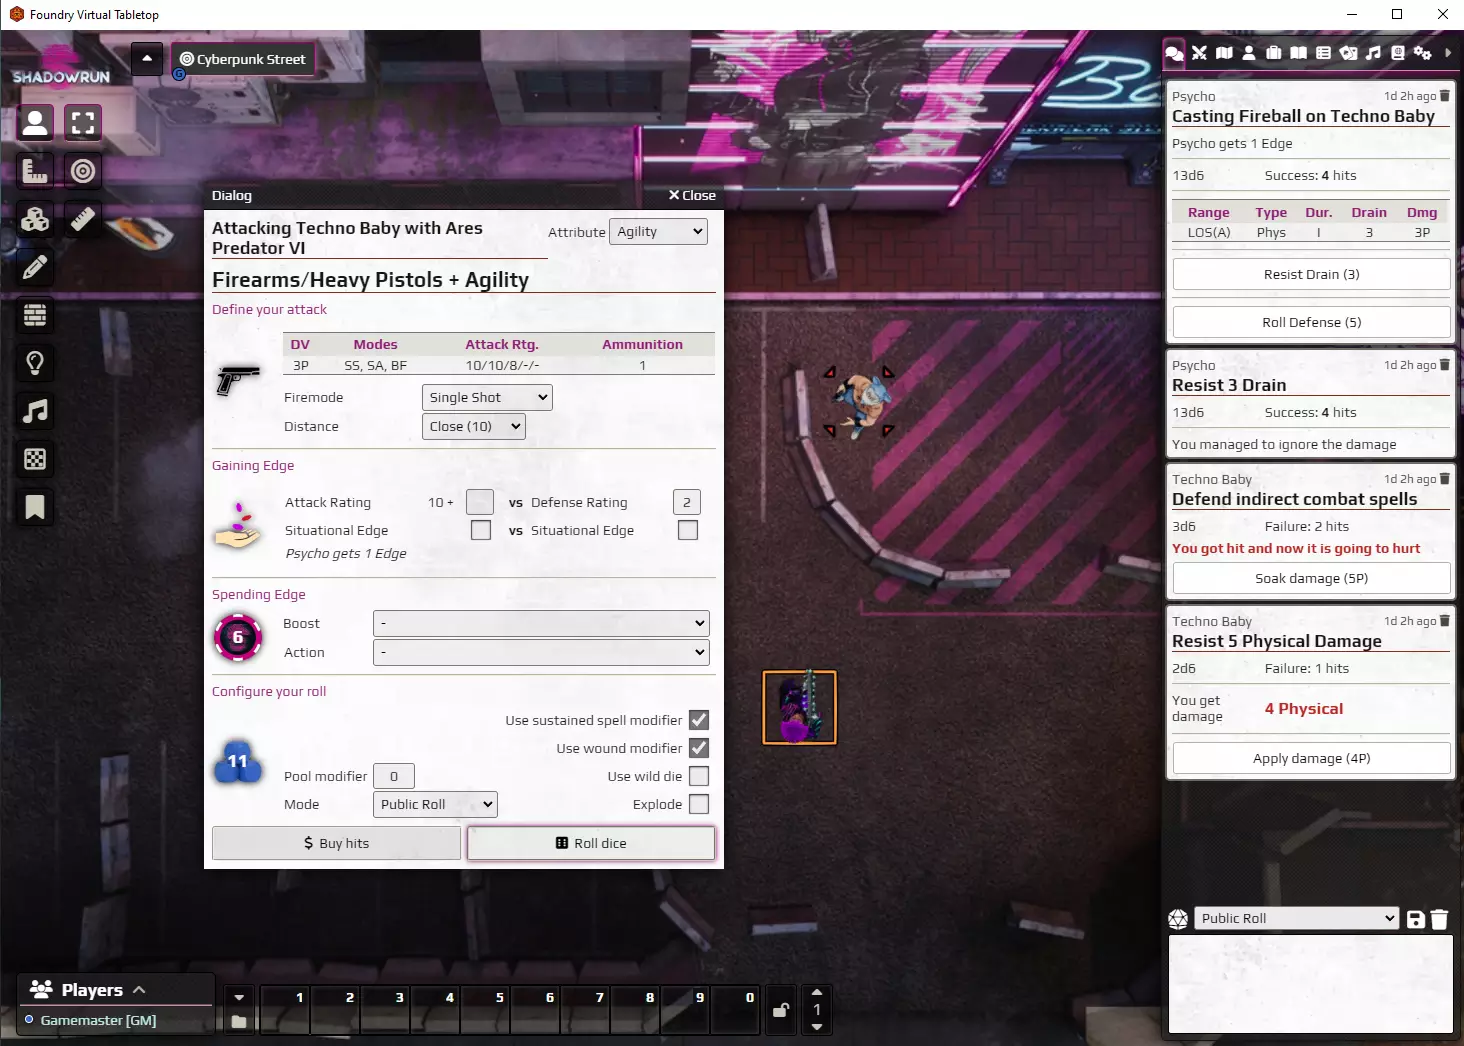 Foundry Virtual Tabletop
SHADOWRUN
Cyberpunk Street
G
Dialog
Close
Attacking Techno Baby with Ares
Predator VI
Attribute Agility
Firearms/Heavy Pistols + Agility
Define your attack
DV Modes Attack Rtg. Ammunition
3P SS, SA, BF 10/10/8/-/- 1
Firemode Single Shot
Distance Close (10)
Gaining Edge
Attack Rating 10 + vs Defense Rating 2
Situational Edge vs Situational Edge
Psycho gets 1 Edge
Spending Edge
6
Boost -
Action -
Configure your roll
Use sustained spell modifier
Use wound modifier
11
Pool modifier 0 Use wild die
Mode Public Roll Explode
$ Buy hits Roll dice
Psycho 1d 2h ago
Casting Fireball on Techno Baby
Psycho gets 1 Edge
13d6 Success: 4 hits
Range Type Dur. Drain Dmg
LOS(A) Phys I 3 3P
Resist Drain (3)
Roll Defense (5)
Psycho 1d 2h ago
Resist 3 Drain
13d6 Success: 4 hits
You managed to ignore the damage
Techno Baby 1d 2h ago
Defend indirect combat spells
3d6 Failure: 2 hits
You got hit and now it is going to hurt
Soak damage (5P)
Techno Baby 1d 2h ago
Resist 5 Physical Damage
2d6 Failure: 1 hits
You get
damage 4 Physical
Apply damage (4P)
Public Roll
Players
Gamemaster [GM]
1 2 3 4 5 6 7 8 9 0
1